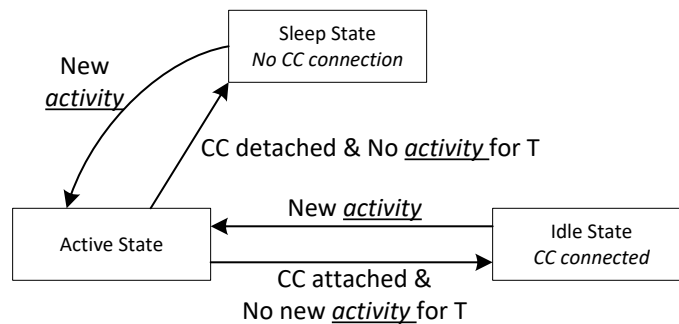 Sleep State
No CC connection
New
activity
CC detached & No activity for T
New activity
Active State
Idle State
CC connected
CC attached &
No new activity for T